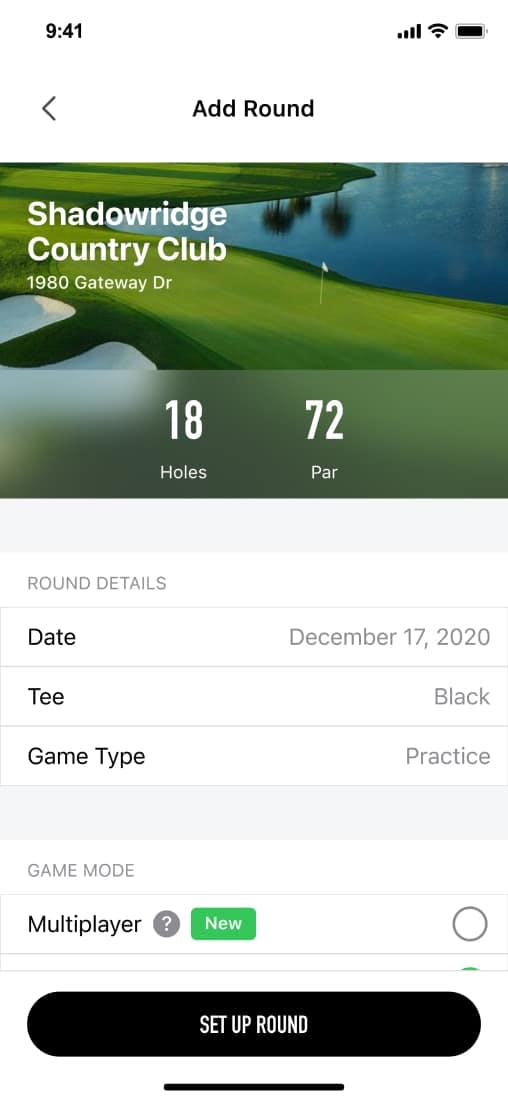 9:41
Add Round
Shadowridge
Country Club
1980 Gateway Dr
18
72
Holes
Par
ROUND DETAILS
Date
December 17, 2020
Tee
Black
Game Type
Practice
GAME MODE
Multiplayer ? New
SET UP ROUND